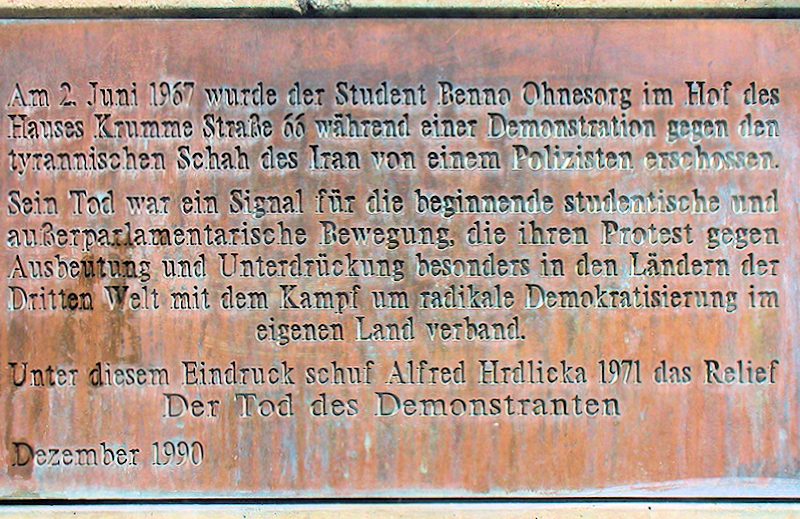 Am 2. Juni 1967 wurde der Student Benno Ohnesorg im Hof des
Hauses Krumme Straße 66 während einer Demonstration gegen den
tyrannischen Schah des Iran von einem Polizisten erschossen.
Sein Tod war ein Signal für die beginnende studentische und
außerparlamentarische Bewegung, die ihren Protest gegen
Ausbeutung und Unterdrückung besonders in den Ländern der
Dritten Welt mit dem Kampf um radikale Demokratisierung im
eigenen Land verband.
Unter diesem Eindruck schuf Alfred Hrdlicka 1971 das Relief
Der Tod des Demonstranten
Dezember 1990